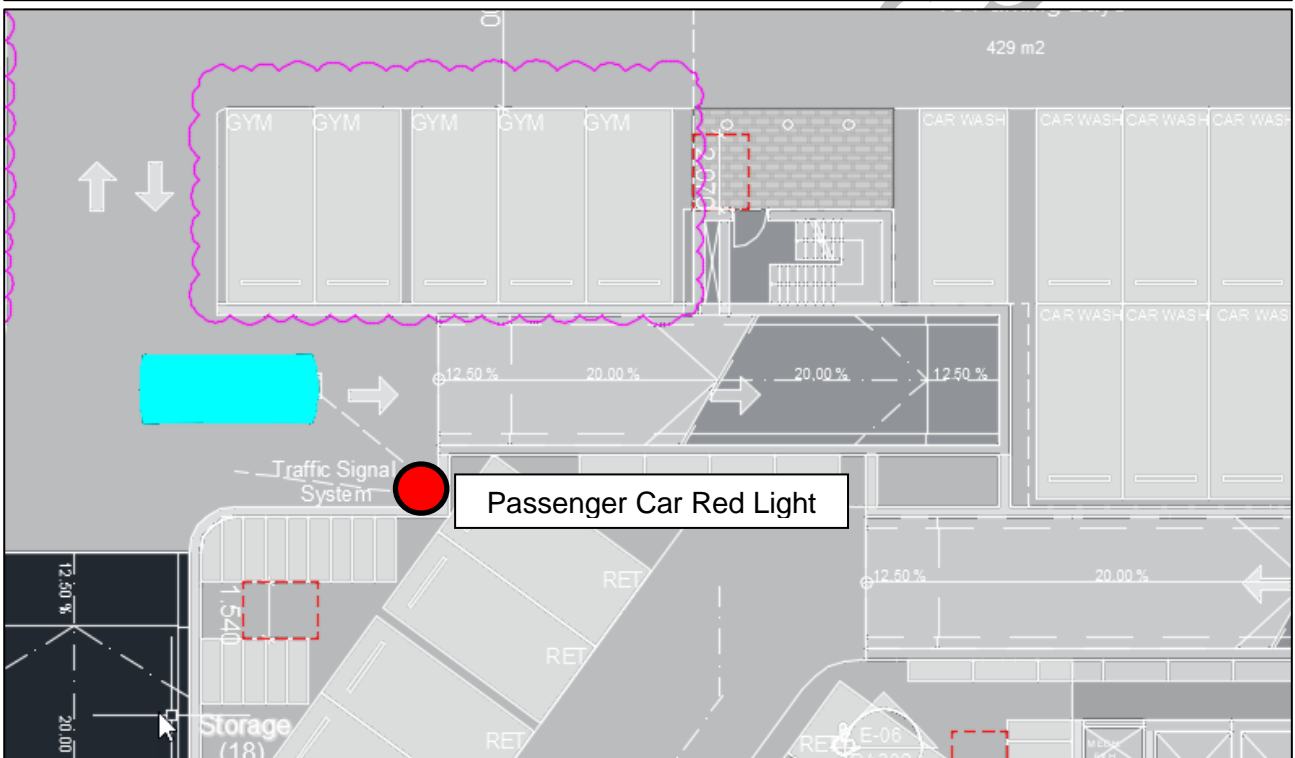 429 m2
GYM GYM GYM GYM GYM
CAR WASH CAR WASH CAR WASH CAR WASH
CAR WASH CAR WASH CAR WAS
12.50 % 20.00 % 20.00 % 12.50 %
Traffic Signal
System
Passenger Car Red Light
12.50 %
20.00
1.540
RET
RET
RET
12.50 % 20.00 %
Storage
(18)
E-06